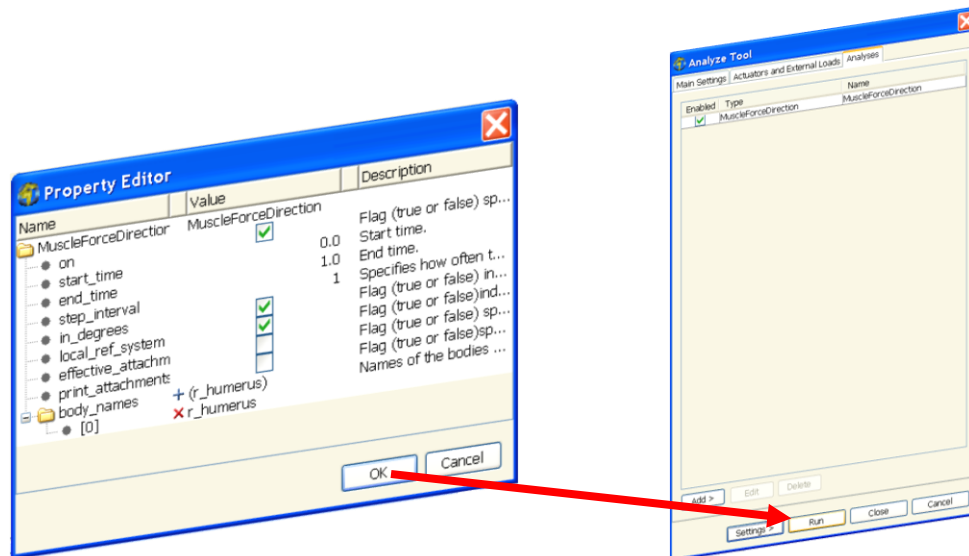 Property Editor
Name Value Description
MuscleForceDirection MuscleForceDirection
on Flag (true or false) sp...
start_time 0.0 Start time.
end_time 1.0 End time.
step_interval 1 Specifies how often t...
in_degrees Flag (true or false) in...
local_ref_system Flag (true or false)ind...
effective_attachm Flag (true or false) sp...
print_attachments Flag (true or false)sp...
body_names (r_humerus) Names of the bodies ...
[0] r_humerus
OK Cancel
Analyze Tool
Main Settings Actuators and External Loads Analyses
Enabled Type Name
MuscleForceDirection MuscleForceDirection
Add > Edit Delete
Settings > Run Close Cancel